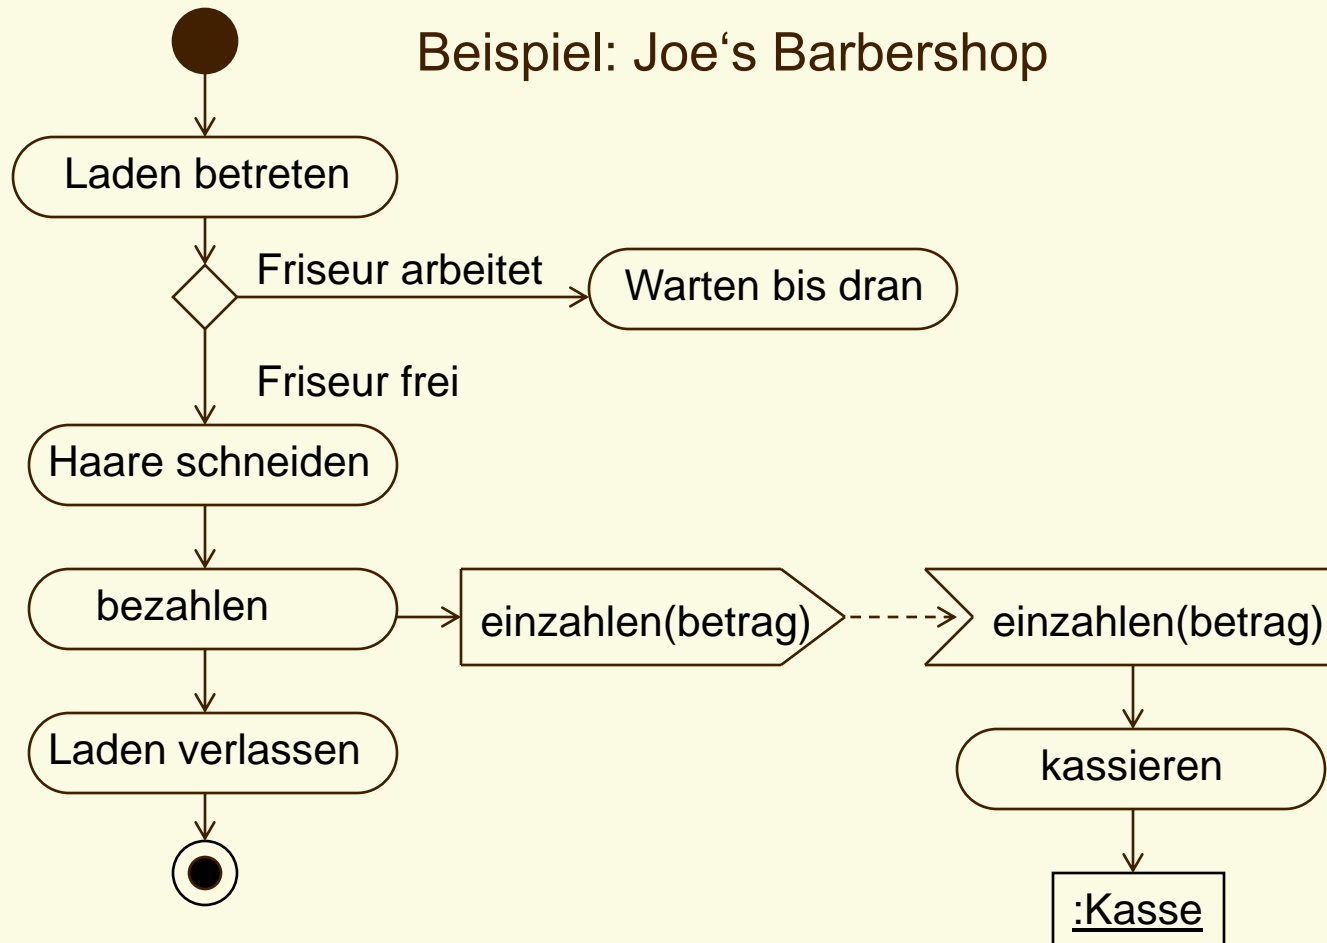 Beispiel: Joe‘s Barbershop
Laden betreten
Friseur arbeitet
Warten bis dran
Friseur frei
Haare schneiden
bezahlen
einzahlen(betrag)
einzahlen(betrag)
Laden verlassen
kassieren
:Kasse